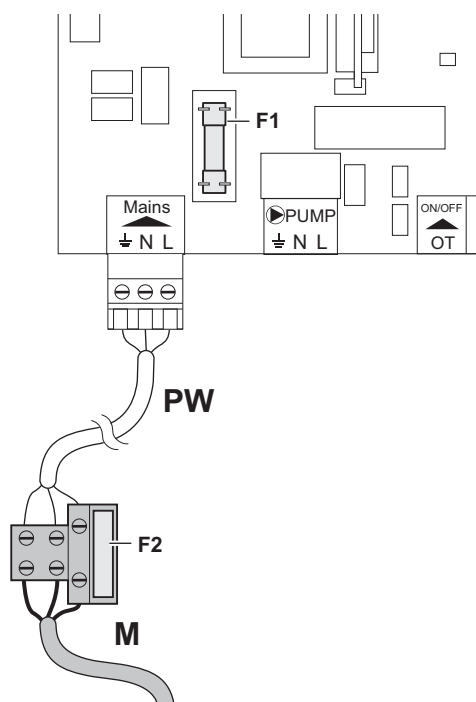 F1
Mains
⏚ N L
PUMP
⏚ N L
ON/OFF
OT
PW
F2
M